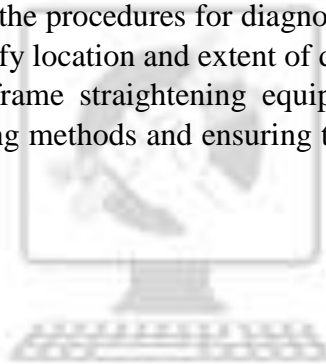 the procedures for diagno
fy location and extent of
frame straightening equip
ng methods and ensuring t